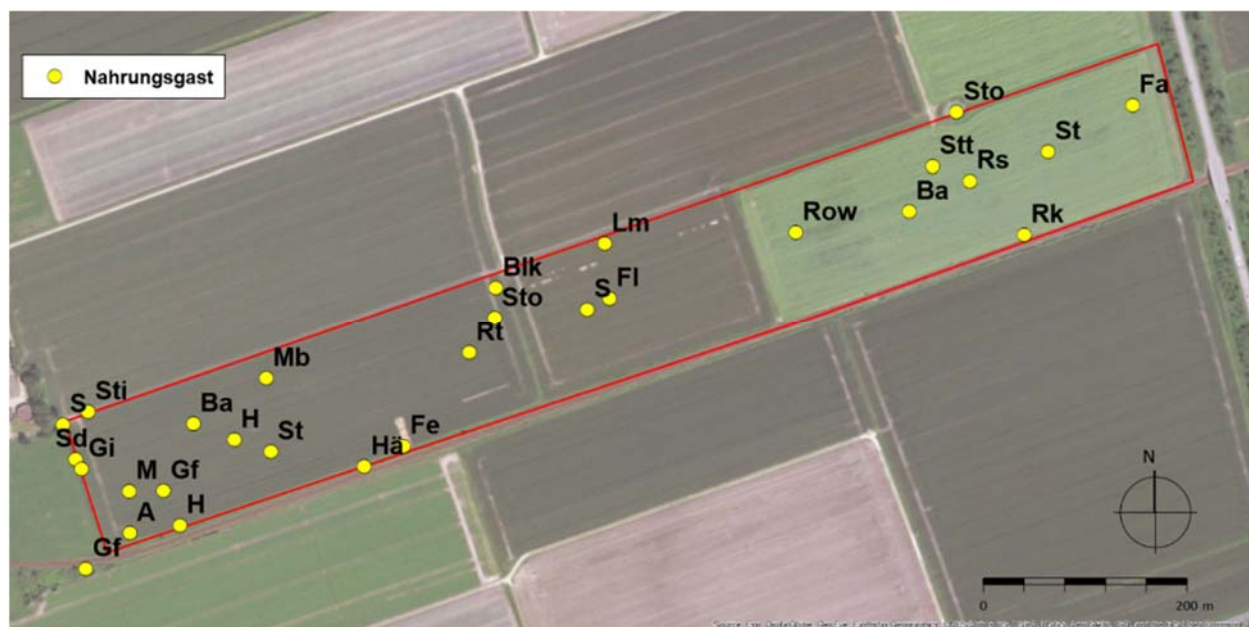 Nahrungsgast
Sto
Fa
Stt
Rs
St
Ba
Row
Rk
Lm
Blk
S
Fl
Sto
Rt
Mb
S
Sti
Ba
H
St
Fe
Hä
Sd
Gi
M
Gf
A
H
Gf
N
0
200 m